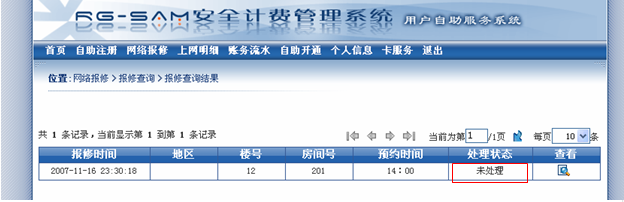 RG-SAM安全计费管理系统 用户自助服务系统
首页 自助注册 网络报修 上网明细 账务流水 自助开通 个人信息 卡服务 退出
位置:网络报修>报修查询>报修查询结果
共 1 条记录,当前显示第 1 到第 1 条记录 当前为第1/1页 每页10条
报修时间 地区 楼号 房间号 预约时间 处理状态 查看
2007-11-16 23:30:18 12 201 14:00 未处理